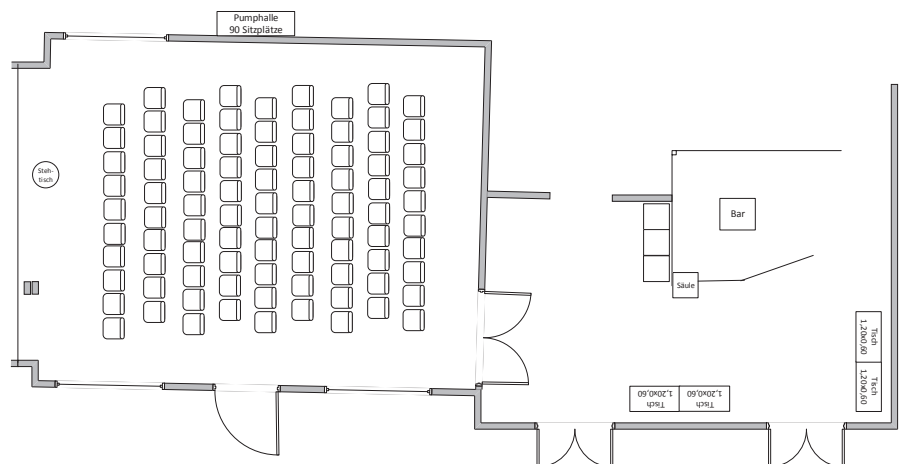 Pumphalle
90 Sitzplätze
Steh-
tisch
Bar
Säule
Tisch
1,20x0,60
Tisch
1,20x0,60
Tisch
1,20x0,60
Tisch
1,20x0,60